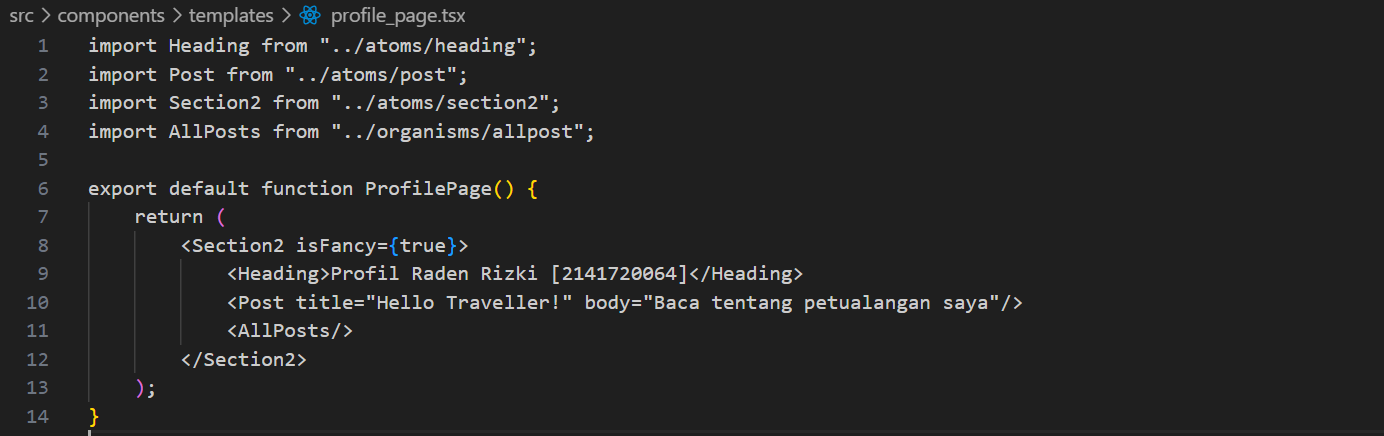 src > components > templates > profile_page.tsx
1 import Heading from "../atoms/heading";
2 import Post from "../atoms/post";
3 import Section2 from "../atoms/section2";
4 import AllPosts from "../organisms/allpost";
5
6 export default function ProfilePage() {
7     return (
8         <Section2 isFancy={true}>
9             <Heading>Profil Raden Rizki [2141720064]</Heading>
10             <Post title="Hello Traveller!" body="Baca tentang petualangan saya"/>
11             <AllPosts/>
12         </Section2>
13     );
14 }